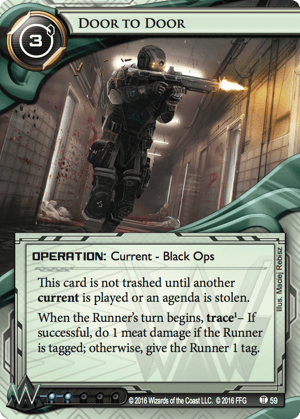 DOOR TO DOOR
3
OPERATION: Current - Black Ops
This card is not trashed until another
current is played or an agenda is stolen.
When the Runner's turn begins, trace¹– If
successful, do 1 meat damage if the Runner
is tagged; otherwise, give the Runner 1 tag.
Illus. Maciej Rebisz
© 2016 Wizards of the Coast LLC. © 2016 FFG
59